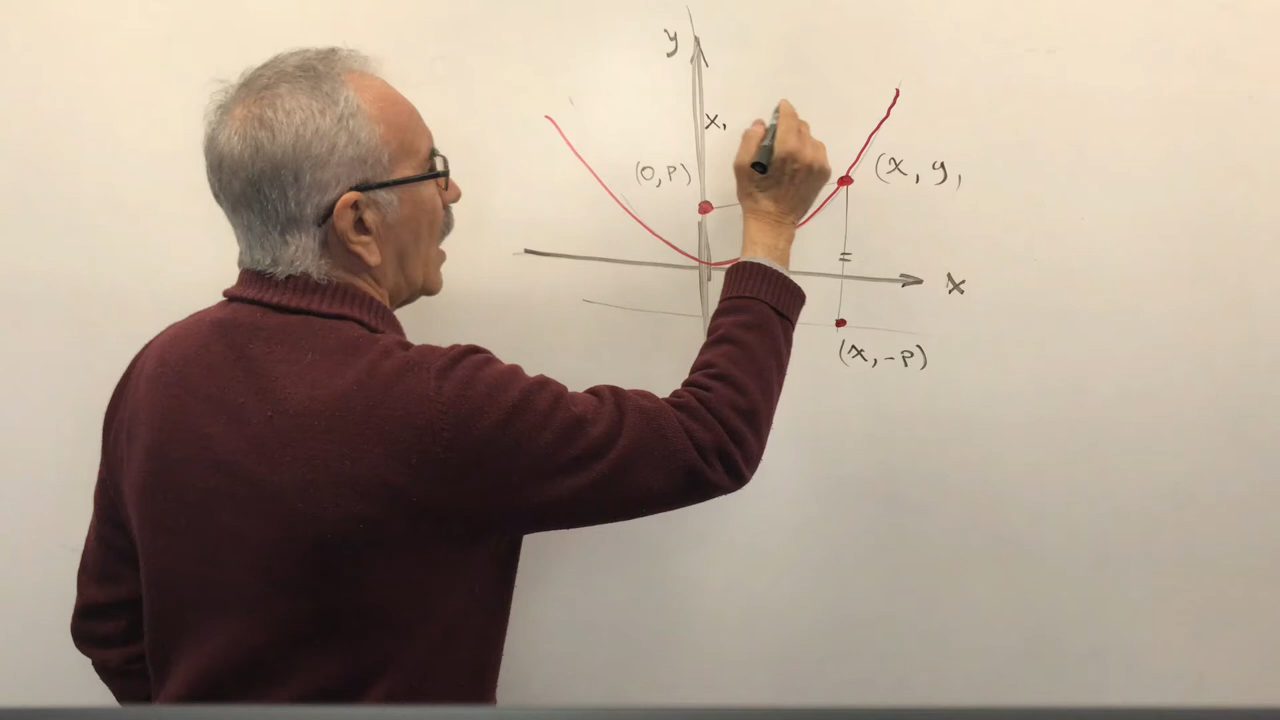 y
x,
(0,P)
(x, y,
=
x
(x,-P)